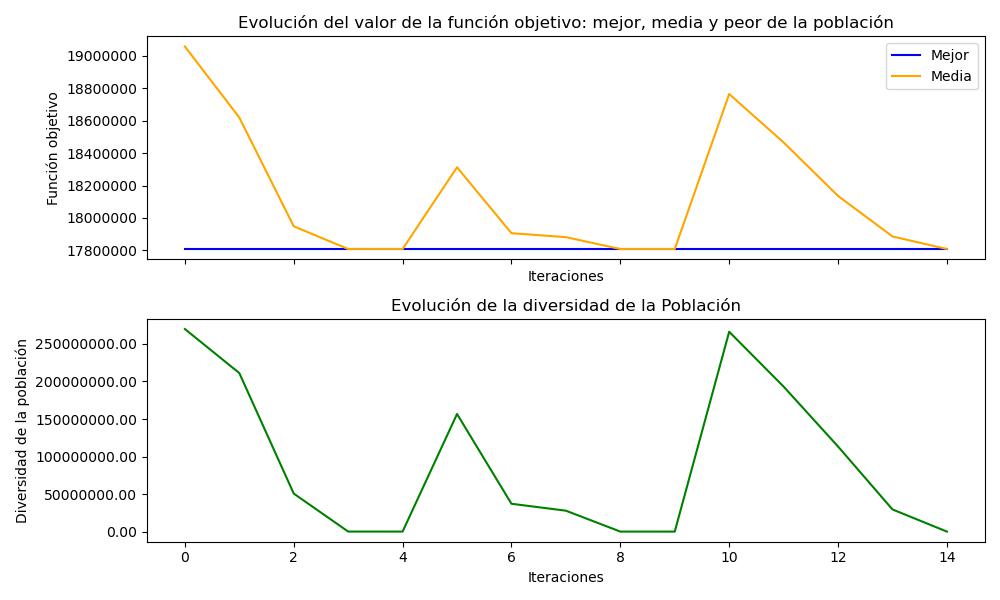 Evolución del valor de la función objetivo: mejor, media y peor de la población
Función objetivo
19000000
18800000
18600000
18400000
18200000
18000000
17800000
Mejor
Media
Iteraciones
Evolución de la diversidad de la Población
Diversidad de la población
250000000.00
200000000.00
150000000.00
100000000.00
50000000.00
0.00
0 2 4 6 8 10 12 14
Iteraciones